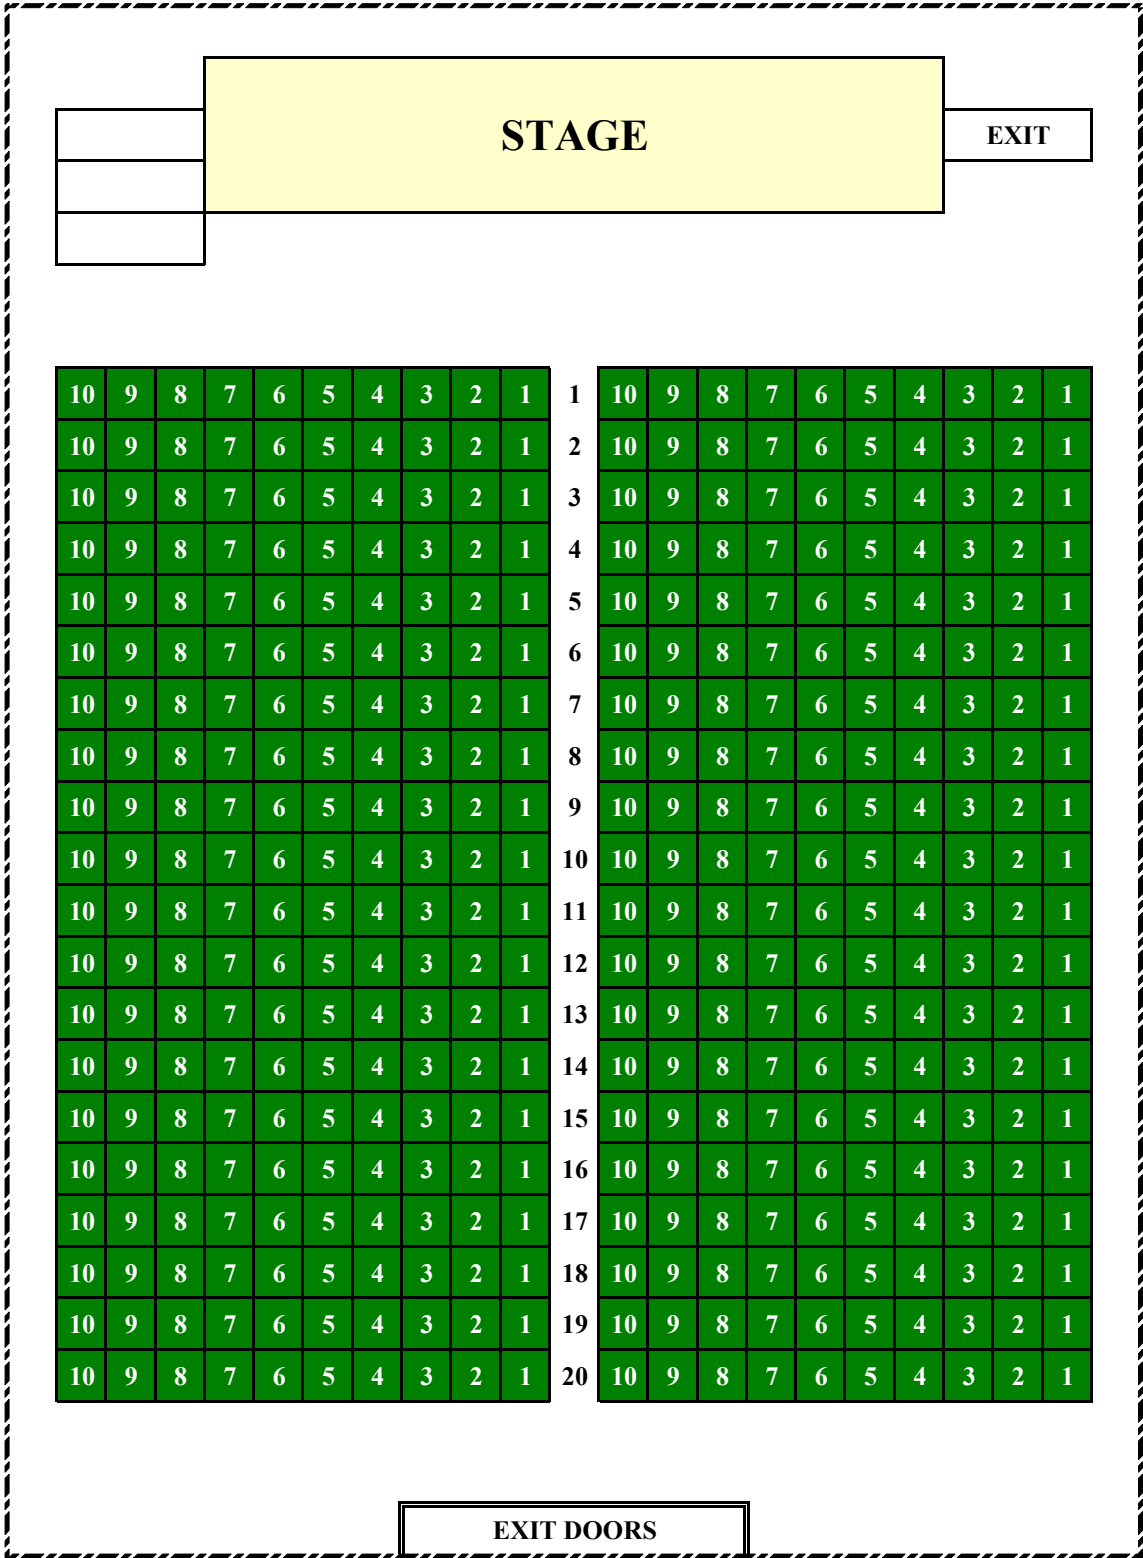 STAGE
EXIT
10 9 8 7 6 5 4 3 2 1 1 10 9 8 7 6 5 4 3 2 1
10 9 8 7 6 5 4 3 2 1 2 10 9 8 7 6 5 4 3 2 1
10 9 8 7 6 5 4 3 2 1 3 10 9 8 7 6 5 4 3 2 1
10 9 8 7 6 5 4 3 2 1 4 10 9 8 7 6 5 4 3 2 1
10 9 8 7 6 5 4 3 2 1 5 10 9 8 7 6 5 4 3 2 1
10 9 8 7 6 5 4 3 2 1 6 10 9 8 7 6 5 4 3 2 1
10 9 8 7 6 5 4 3 2 1 7 10 9 8 7 6 5 4 3 2 1
10 9 8 7 6 5 4 3 2 1 8 10 9 8 7 6 5 4 3 2 1
10 9 8 7 6 5 4 3 2 1 9 10 9 8 7 6 5 4 3 2 1
10 9 8 7 6 5 4 3 2 1 10 10 9 8 7 6 5 4 3 2 1
10 9 8 7 6 5 4 3 2 1 11 10 9 8 7 6 5 4 3 2 1
10 9 8 7 6 5 4 3 2 1 12 10 9 8 7 6 5 4 3 2 1
10 9 8 7 6 5 4 3 2 1 13 10 9 8 7 6 5 4 3 2 1
10 9 8 7 6 5 4 3 2 1 14 10 9 8 7 6 5 4 3 2 1
10 9 8 7 6 5 4 3 2 1 15 10 9 8 7 6 5 4 3 2 1
10 9 8 7 6 5 4 3 2 1 16 10 9 8 7 6 5 4 3 2 1
10 9 8 7 6 5 4 3 2 1 17 10 9 8 7 6 5 4 3 2 1
10 9 8 7 6 5 4 3 2 1 18 10 9 8 7 6 5 4 3 2 1
10 9 8 7 6 5 4 3 2 1 19 10 9 8 7 6 5 4 3 2 1
10 9 8 7 6 5 4 3 2 1 20 10 9 8 7 6 5 4 3 2 1
EXIT DOORS